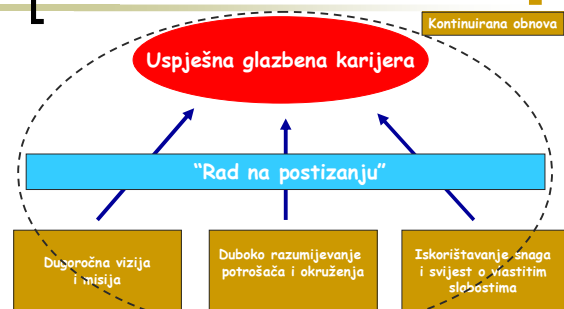 Kontinuirana obnova
Uspješna glazbena karijera
“Rad na postizanju”
Dugoročna vizija
i misija
Duboko razumijevanje
potrošača i okruženja
Iskorištavanje snaga
i svijest o vlastitim
slobostima